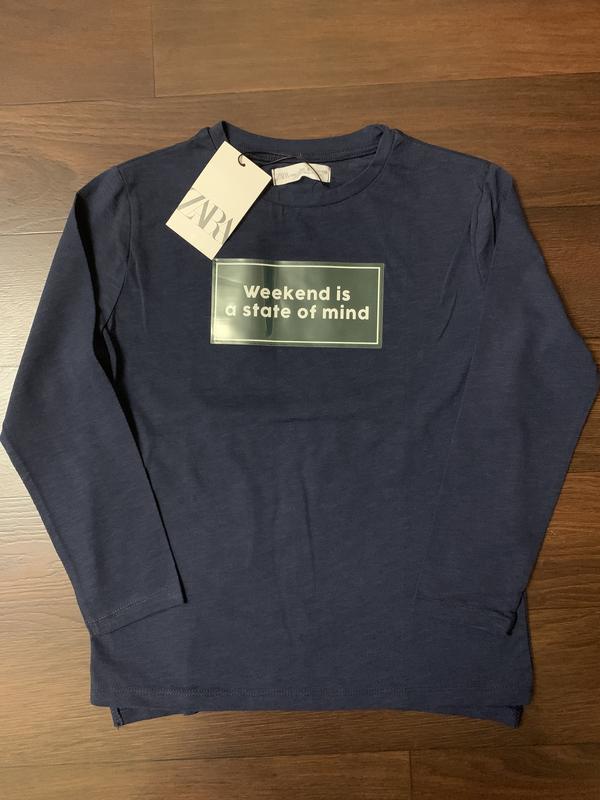 ZARA
Weekend is
a state of mind